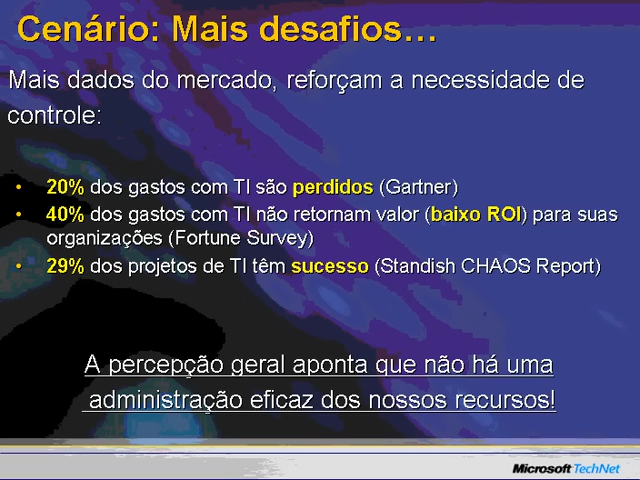 Cenário: Mais desafios…
Mais dados do mercado, reforçam a necessidade de
controle:
• 20% dos gastos com TI são perdidos (Gartner)
• 40% dos gastos com TI não retornam valor (baixo ROI) para suas
organizações (Fortune Survey)
• 29% dos projetos de TI têm sucesso (Standish CHAOS Report)
A percepção geral aponta que não há uma
administração eficaz dos nossos recursos!
Microsoft TechNet